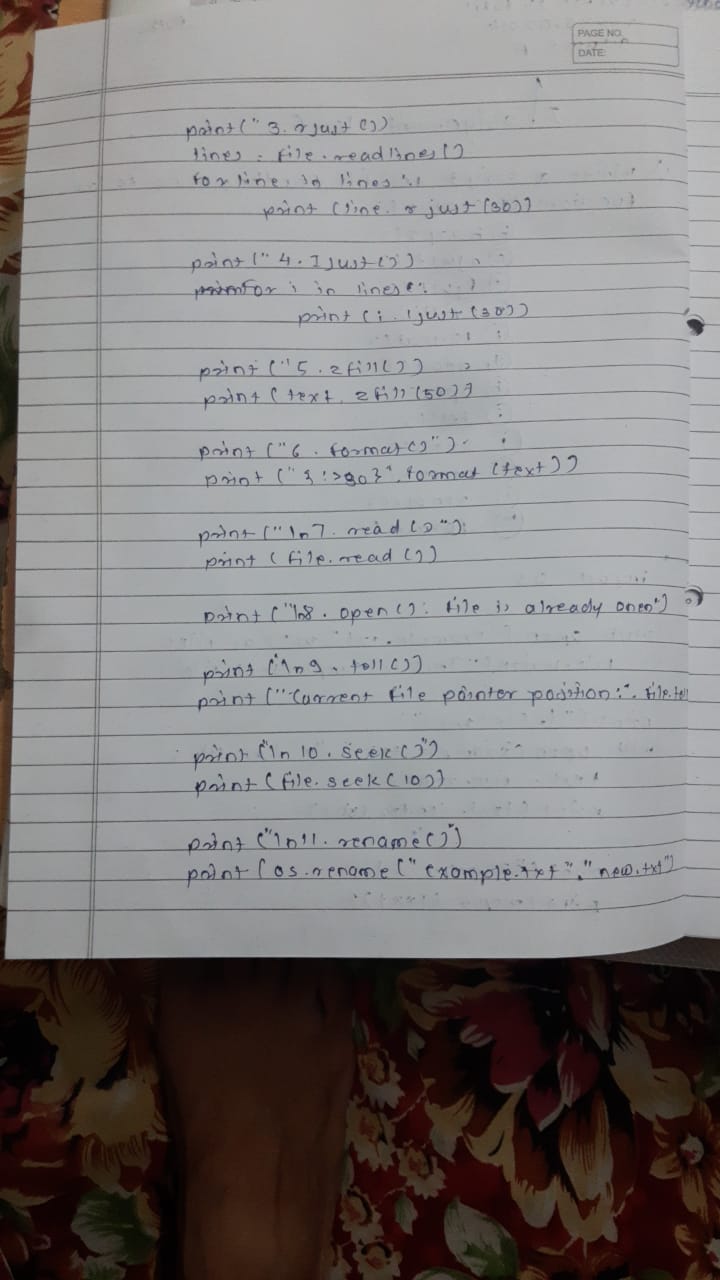 PAGE NO.
DATE:
print(" 3. rjust())
lines = file.readlines()
for line in lines:
print (line.rjust(30))
print (" 4. ljust())
for i in lines:
print (i.ljust(30))
print ("5. zfill())
print (text.zfill(50))
print ("6. format()").
print ("{:>90}".format(text))
print ("\n7. read()")
print (file.read())
print ("\n8. open(): file is already open")
print ("\n9. tell())
print ("Current file pointer position:", file.tel
print ("\n 10. seek()")
print (file.seek(10))
print ("\n11. rename()")
print (os.rename("example.txt","new.txt")